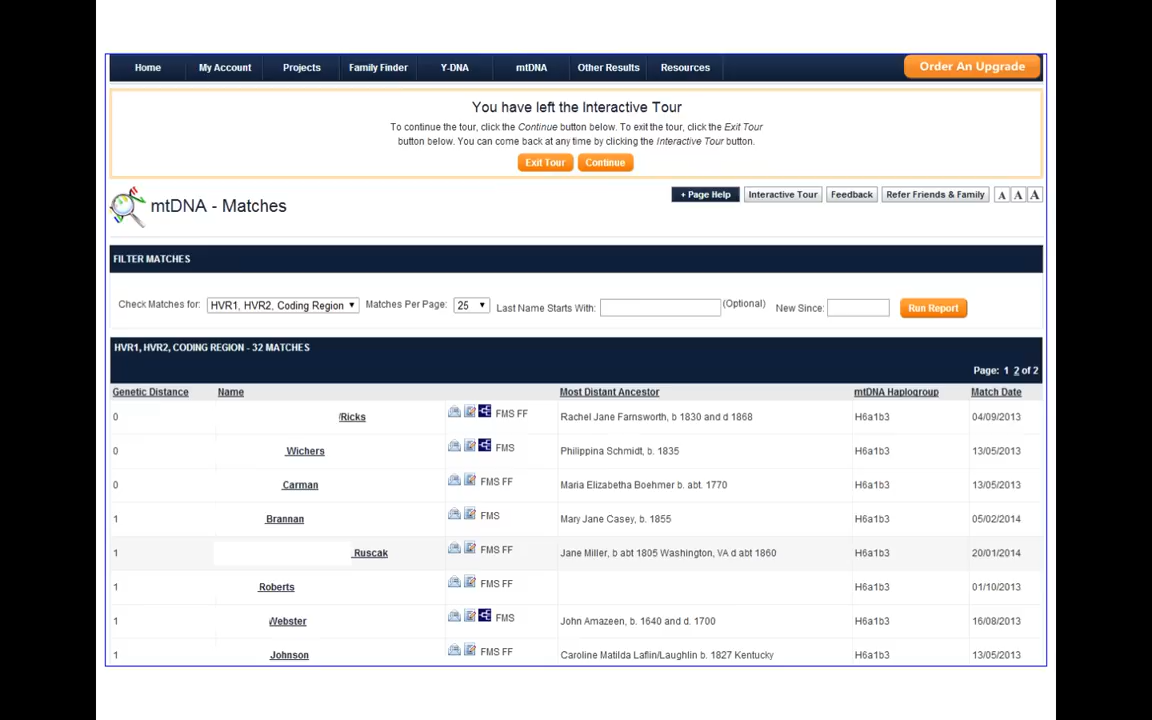 Home My Account Projects Family Finder Y-DNA mtDNA Other Results Resources Order An Upgrade
You have left the Interactive Tour
To continue the tour, click the Continue button below. To exit the tour, click the Exit Tour
button below. You can come back at any time by clicking the Interactive Tour button.
Exit Tour Continue
+ Page Help Interactive Tour Feedback Refer Friends & Family A A A
mtDNA - Matches
FILTER MATCHES
Check Matches for: HVR1, HVR2, Coding Region Matches Per Page: 25 Last Name Starts With: (Optional) New Since: Run Report
HVR1, HVR2, CODING REGION - 32 MATCHES
Page: 1 2 of 2
Genetic Distance Name Most Distant Ancestor mtDNA Haplogroup Match Date
0 Ricks FMS FF Rachel Jane Farnsworth, b 1830 and d 1868 H6a1b3 04/09/2013
0 Wichers FMS Philippina Schmidt, b. 1835 H6a1b3 13/05/2013
0 Carman FMS FF Maria Elizabetha Boehmer b. abt. 1770 H6a1b3 13/05/2013
1 Brannan FMS Mary Jane Casey, b. 1855 H6a1b3 05/02/2014
1 Ruscak FMS FF Jane Miller, b abt 1805 Washington, VA d abt 1860 H6a1b3 20/01/2014
1 Roberts FMS FF H6a1b3 01/10/2013
1 Webster FMS John Amazeen, b. 1640 and d. 1700 H6a1b3 16/08/2013
1 Johnson FMS FF Caroline Matilda Laflin/Laughlin b. 1827 Kentucky H6a1b3 13/05/2013